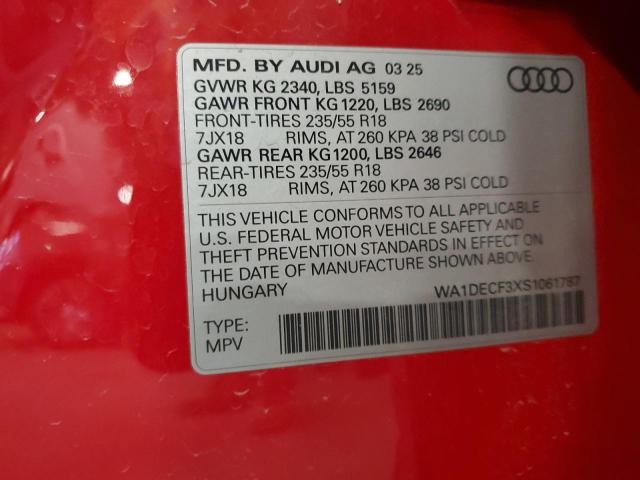 MFD. BY AUDI AG 03 25
GVWR KG 2340, LBS 5159
GAWR FRONT KG 1220, LBS 2690
FRONT-TIRES 235/55 R18
7JX18 RIMS, AT 260 KPA 38 PSI COLD
GAWR REAR KG1200, LBS 2646
REAR-TIRES 235/55 R18
7JX18 RIMS, AT 260 KPA 38 PSI COLD
THIS VEHICLE CONFORMS TO ALL APPLICABLE
U.S. FEDERAL MOTOR VEHICLE SAFETY AND
THEFT PREVENTION STANDARDS IN EFFECT ON
THE DATE OF MANUFACTURE SHOWN ABOVE.
HUNGARY WA1DECF3XS1061787
TYPE:
MPV